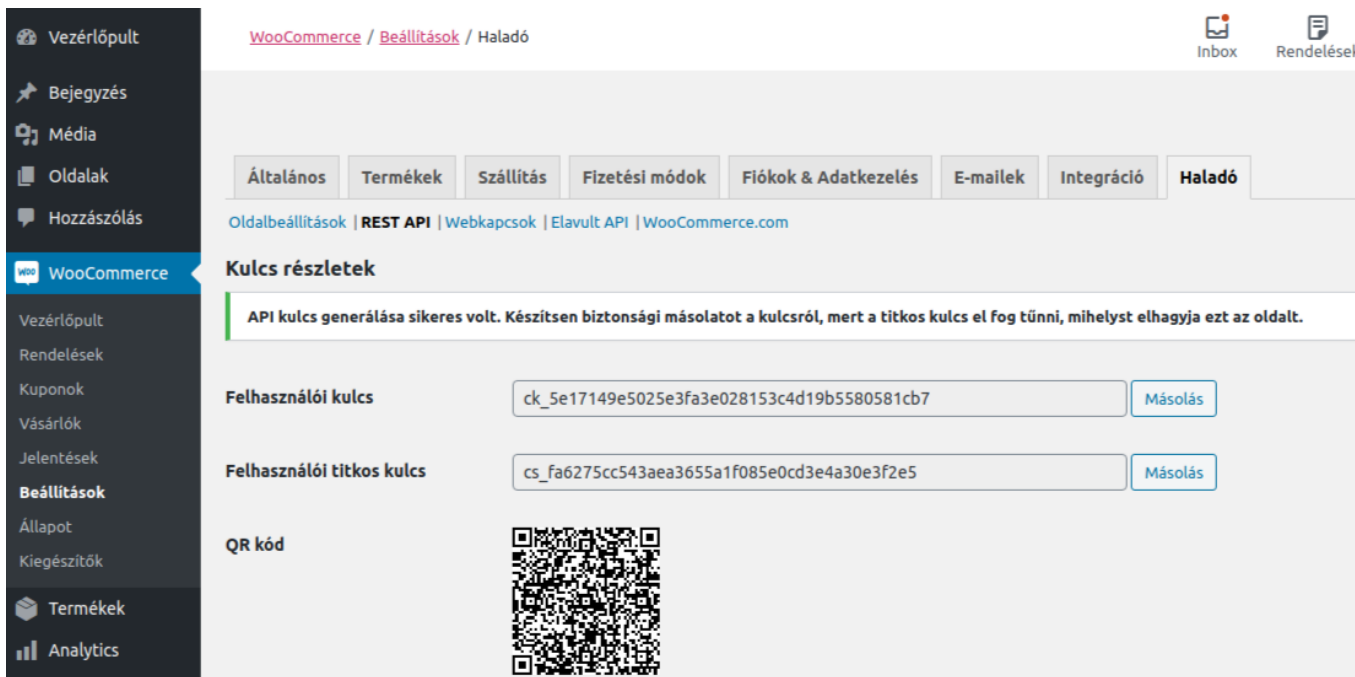 Vezérlőpult
Bejegyzés
Média
Oldalak
Hozzászólás
WooCommerce
Vezérlőpult
Rendelések
Kuponok
Vásárlók
Jelentések
Beállítások
Állapot
Kiegészítők
Termékek
Analytics
WooCommerce / Beállítások / Haladó
Inbox
Rendelések
Általános Termékek Szállítás Fizetési módok Fiókok & Adatkezelés E-mailek Integráció Haladó
Oldalbeállítások | REST API | Webkapcsok | Elavult API | WooCommerce.com
Kulcs részletek
API kulcs generálása sikeres volt. Készítsen biztonsági másolatot a kulcsról, mert a titkos kulcs el fog tűnni, mihelyst elhagyja ezt az oldalt.
Felhasználói kulcs ck_5e17149e5025e3fa3e028153c4d19b5580581cb7 Másolás
Felhasználói titkos kulcs cs_fa6275cc543aea3655a1f085e0cd3e4a30e3f2e5 Másolás
QR kód